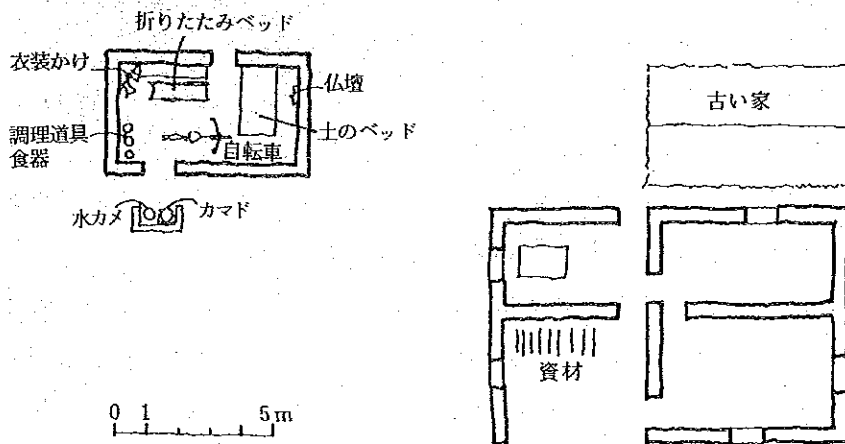 折りたたみベッド
衣装かけ
仏壇
古い家
調理道具
食器
土のベッド
自転車
水カメ
カマド
資材
0 1 5m